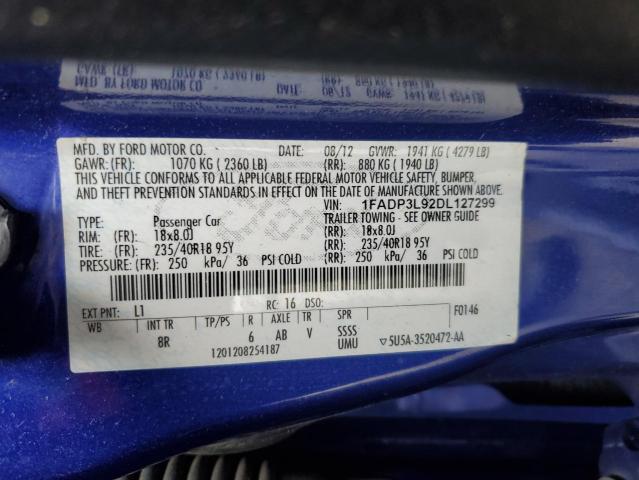 MFD. BY FORD MOTOR CO. DATE: 08/12 GVWR: 1941 KG ( 4279 LB)
GAWR: (FR): 1070 KG ( 2360 LB) (RR): 880 KG ( 1940 LB)
THIS VEHICLE CONFORMS TO ALL APPLICABLE FEDERAL MOTOR VEHICLE SAFETY, BUMPER,
AND THEFT PREVENTION STANDARDS IN EFFECT ON THE DATE OF MANUFACTURE SHOWN ABOVE.
VIN: 1FADP3L92DL127299
TYPE: Passenger Car TRAILER TOWING - SEE OWNER GUIDE
RIM: (FR): 18x8.0J (RR): 18x8.0J
TIRE: (FR): 235/40R18 95Y (RR): 235/40R18 95Y
PRESSURE: (FR): 250 kPa/ 36 PSI COLD (RR): 250 kPa/ 36 PSI COLD
EXT PNT: L1 RC: 16 DSO: F0146
WB INT TR TP/PS R AXLE TR SPR
8R 6 AB V SSSS
UMU
1201208254187 5U5A-3520472-AA